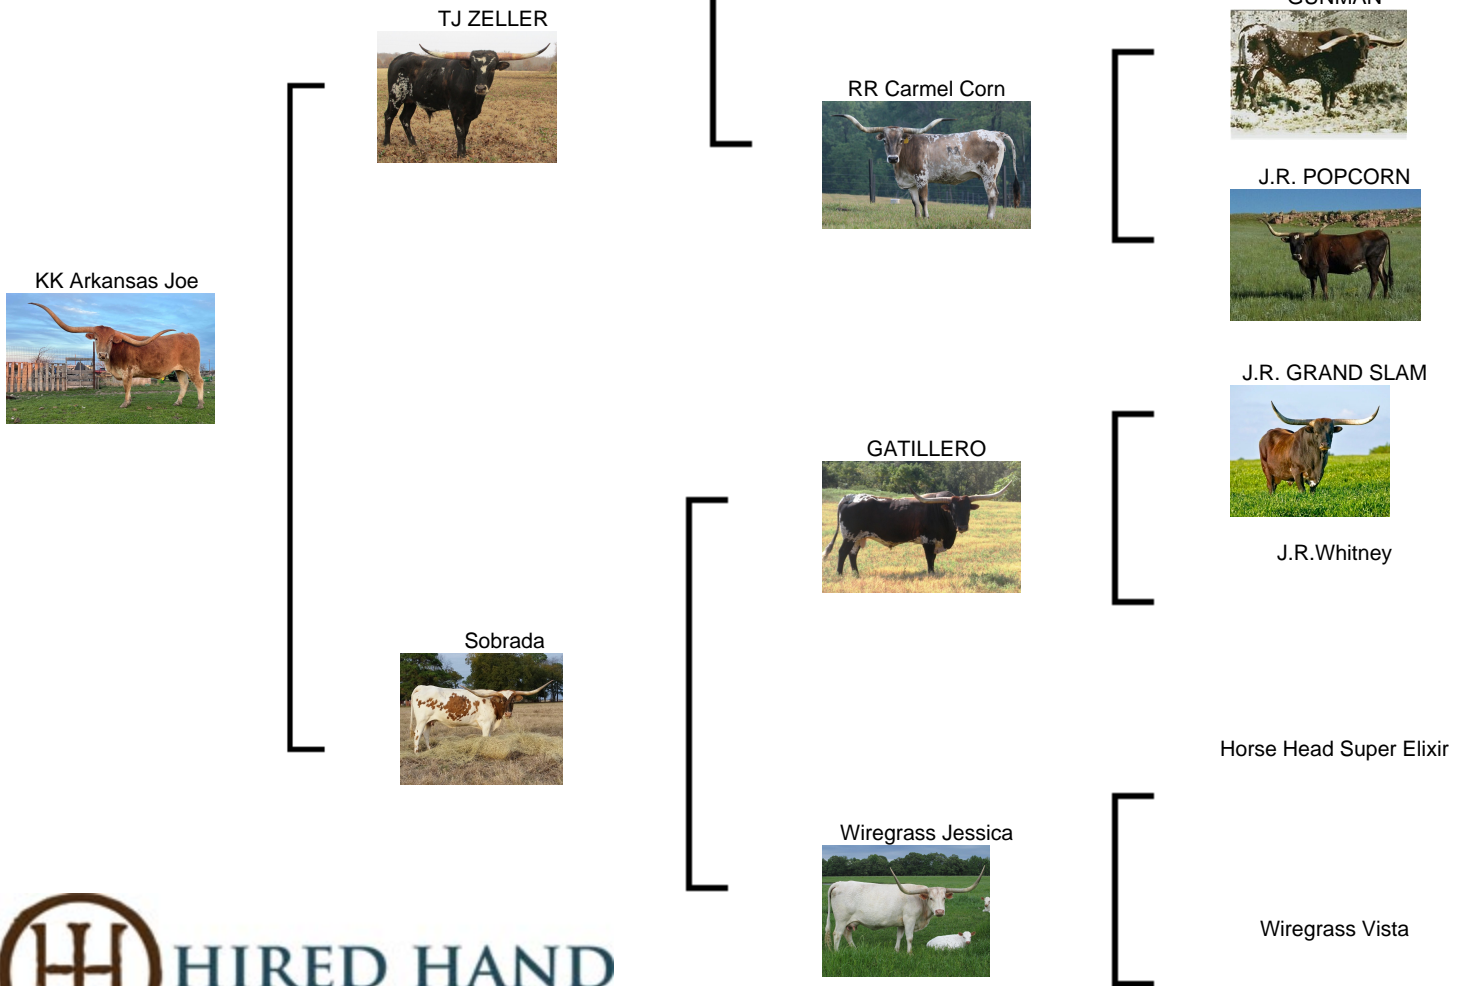 GUNMAN
TJ ZELLER
RR Carmel Corn
J.R. POPCORN
KK Arkansas Joe
J.R. GRAND SLAM
GATILLERO
J.R.Whitney
Sobrada
Horse Head Super Elixir
Wiregrass Jessica
Wiregrass Vista
HIRED HAND